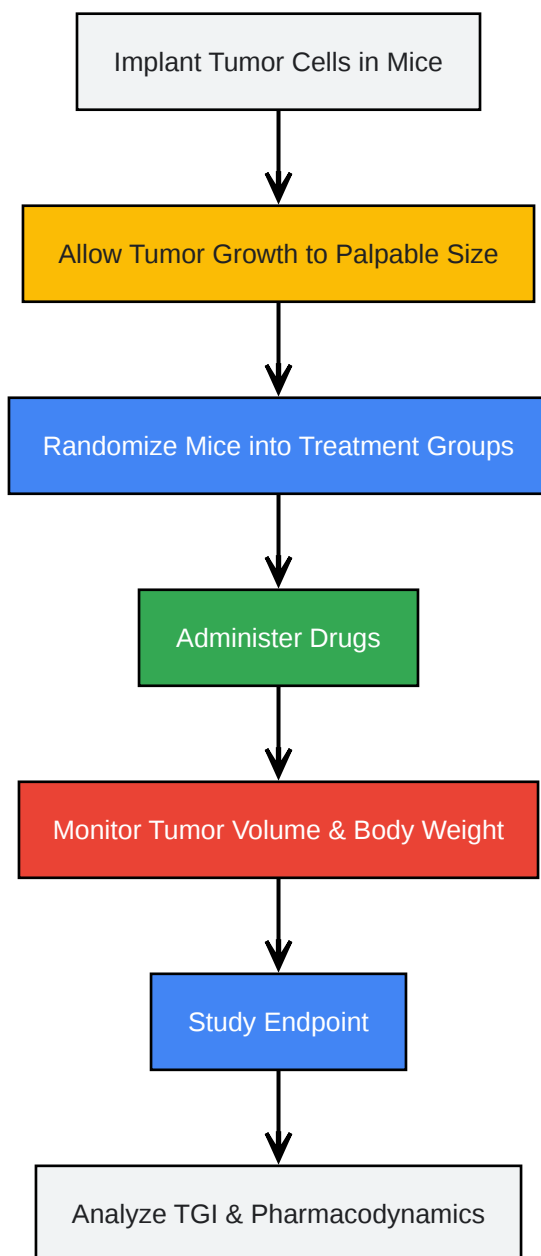 Implant Tumor Cells in Mice
Allow Tumor Growth to Palpable Size
Randomize Mice into Treatment Groups
Administer Drugs
Monitor Tumor Volume & Body Weight
Study Endpoint
Analyze TGI & Pharmacodynamics